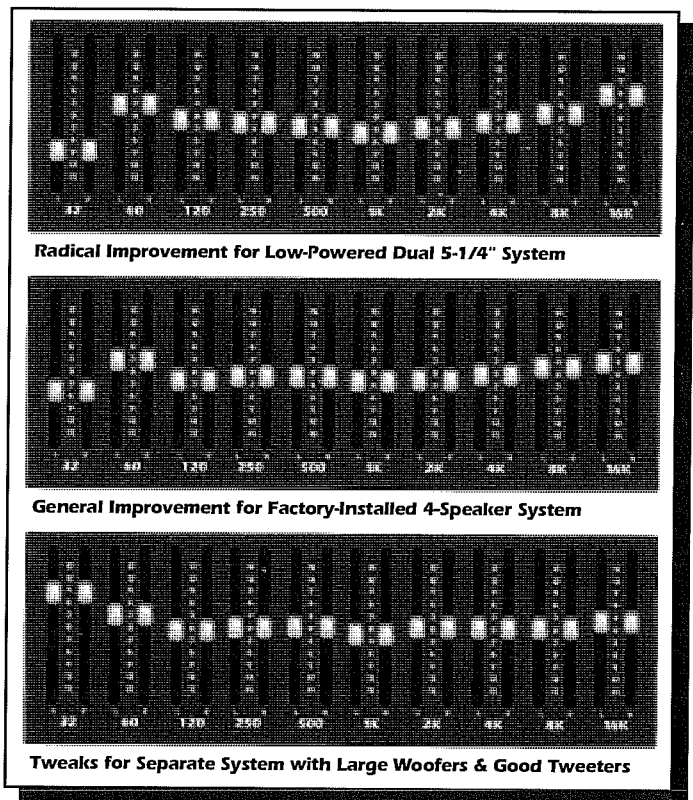 32 60 120 250 500 1K 2K 4K 8K 16K
Radical Improvement for Low-Powered Dual 5-1/4" System
32 60 120 250 500 1K 2K 4K 8K 16K
General Improvement for Factory-Installed 4-Speaker System
32 60 120 250 500 1K 2K 4K 8K 16K
Tweaks for Separate System with Large Woofers & Good Tweeters